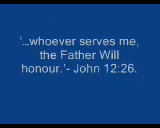 ‘…whoever serves me,
the Father Will
honour.’- John 12:26.